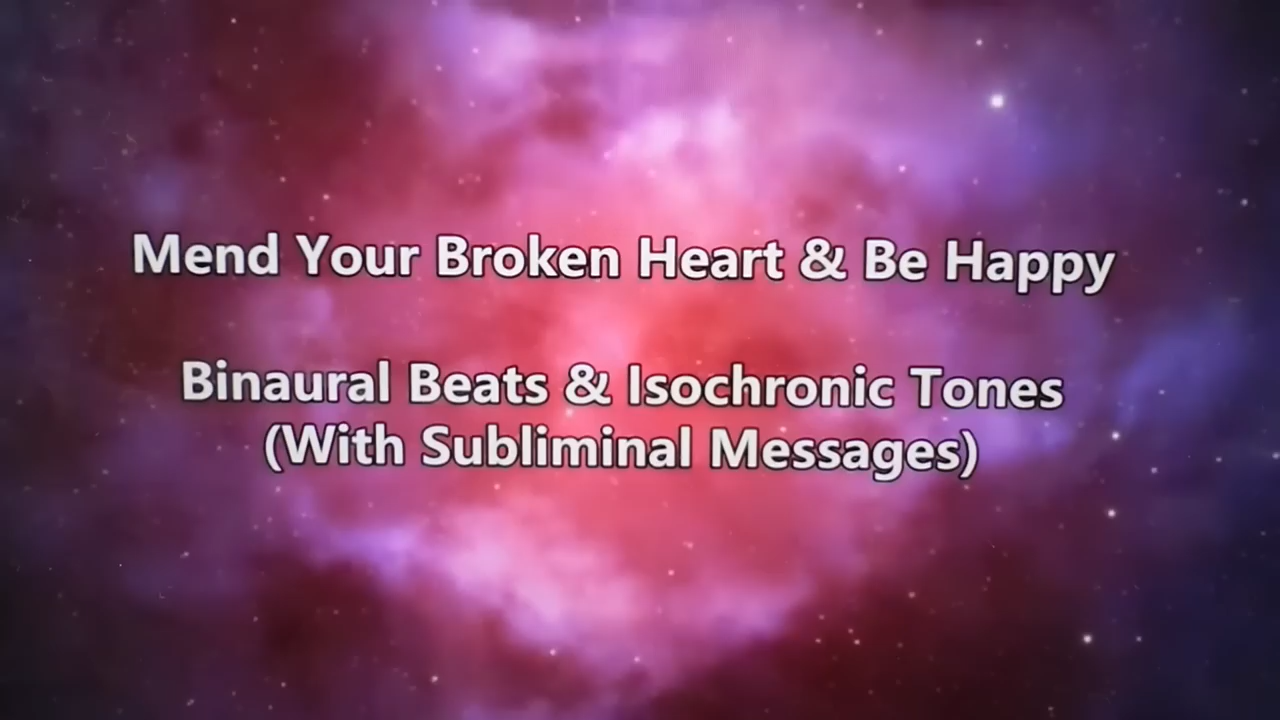 Mend Your Broken Heart & Be Happy
Binaural Beats & Isochronic Tones
(With Subliminal Messages)